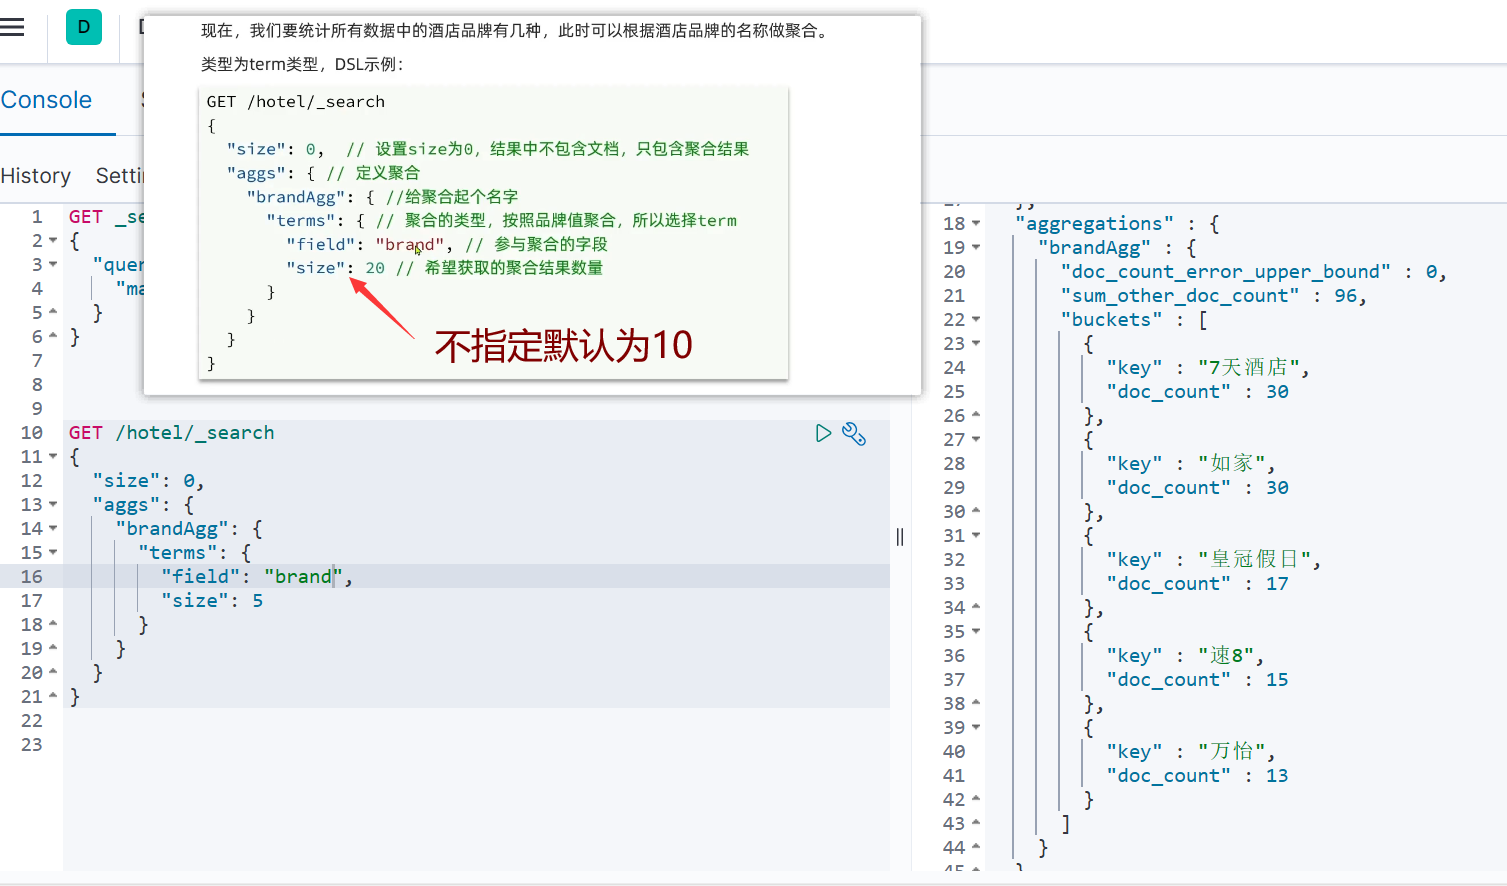 D
现在，我们要统计所有数据中的酒店品牌有几种，此时可以根据酒店品牌的名称做聚合。
类型为term类型，DSL示例：
GET /hotel/_search
{
"size": 0,  // 设置size为0，结果中不包含文档，只包含聚合结果
"aggs": { // 定义聚合
"brandAgg": { //给聚合起个名字
"terms": { // 聚合的类型，按照品牌值聚合，所以选择term
"field": "brand", // 参与聚合的字段
"size": 20 // 希望获取的聚合结果数量
}
}
}
}
不指定默认为10
Console
History Setti
1 GET _se
2 {
3 "quer
4 "ma
5 }
6 }
7
8
9
10 GET /hotel/_search
11 {
12 "size": 0,
13 "aggs": {
14 "brandAgg": {
15 "terms": {
16 "field": "brand",
17 "size": 5
18 }
19 }
20 }
21 }
22
23
18 "aggregations" : {
19 "brandAgg" : {
20 "doc_count_error_upper_bound" : 0,
21 "sum_other_doc_count" : 96,
22 "buckets" : [
23 {
24 "key" : "7天酒店",
25 "doc_count" : 30
26 },
27 {
28 "key" : "如家",
29 "doc_count" : 30
30 },
31 {
32 "key" : "皇冠假日",
33 "doc_count" : 17
34 },
35 {
36 "key" : "速8",
37 "doc_count" : 15
38 },
39 {
40 "key" : "万怡",
41 "doc_count" : 13
42 }
43 ]
44 }